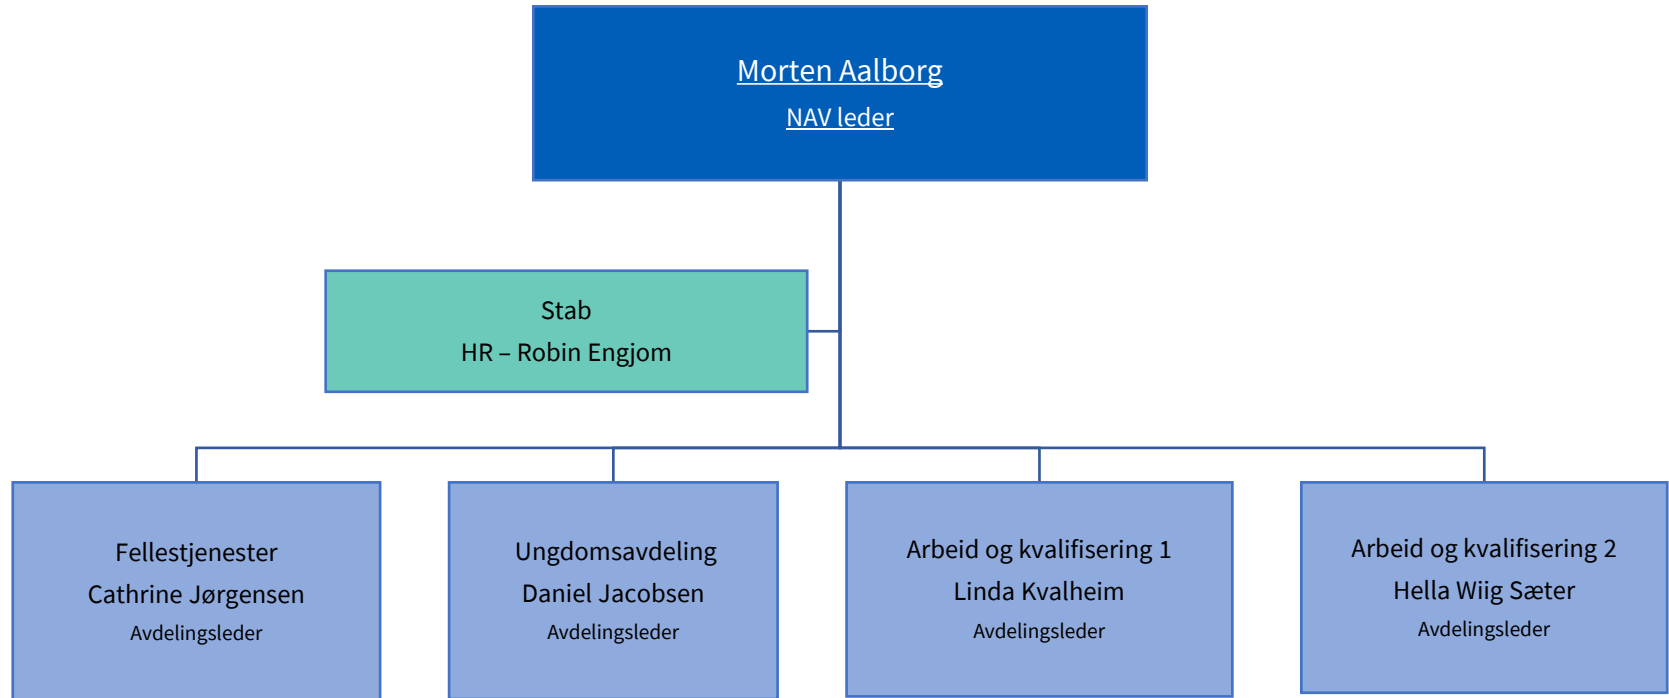 Morten Aalborg
NAV leder
Stab
HR – Robin Engjom
Fellestjenester
Cathrine Jørgensen
Avdelingsleder
Ungdomsavdeling
Daniel Jacobsen
Avdelingsleder
Arbeid og kvalifisering 1
Linda Kvalheim
Avdelingsleder
Arbeid og kvalifisering 2
Hella Wiig Sæter
Avdelingsleder